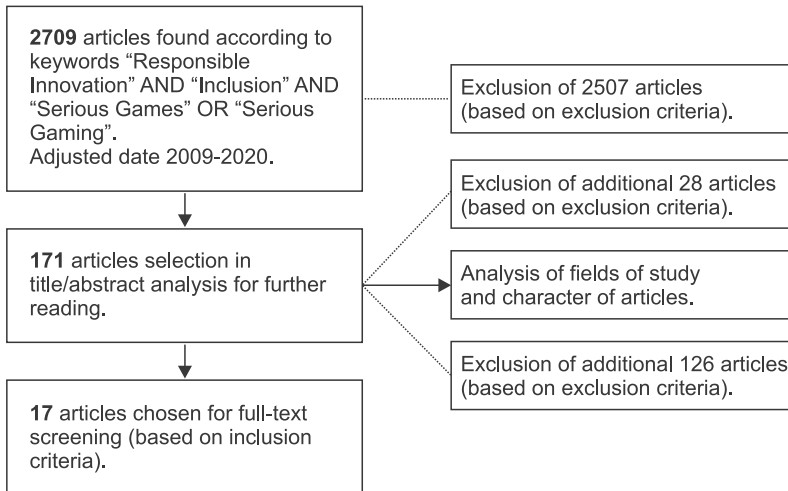 2709 articles found according to
keywords “Responsible
Innovation” AND “Inclusion” AND
“Serious Games” OR “Serious
Gaming”.
Adjusted date 2009-2020.
Exclusion of 2507 articles
(based on exclusion criteria).
Exclusion of additional 28 articles
(based on exclusion criteria).
171 articles selection in
title/abstract analysis for further
reading.
Analysis of fields of study
and character of articles.
Exclusion of additional 126 articles
(based on exclusion criteria).
17 articles chosen for full-text
screening (based on inclusion
criteria).